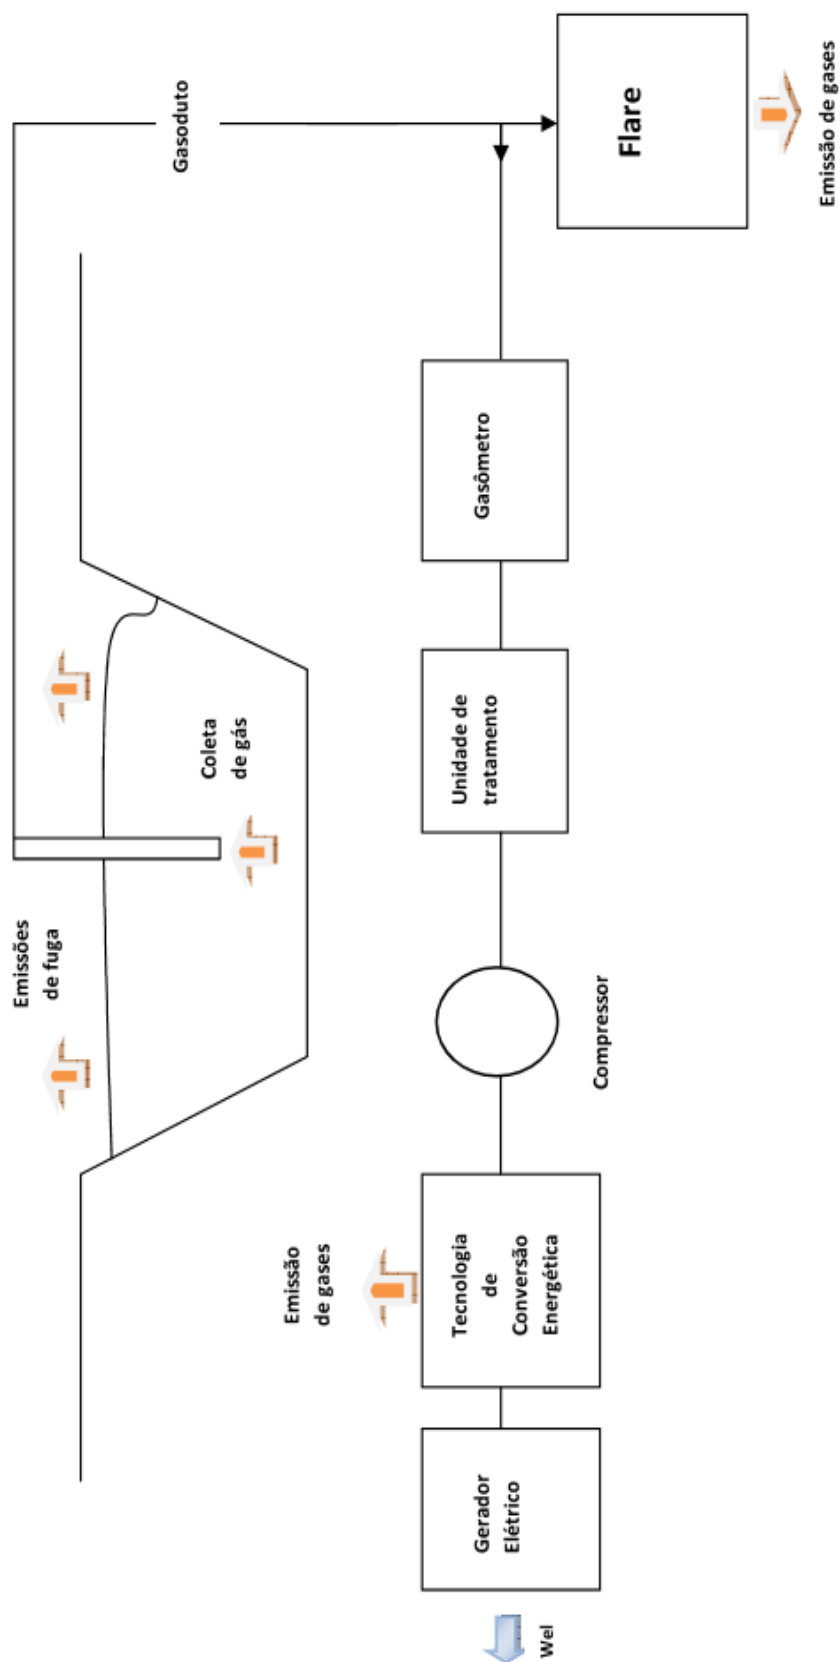 Gasoduto
Flare
Emissão de gases
Gasômetro
Coleta
de gás
Unidade de
tratamento
Emissões
de fuga
Compressor
Emissão
de gases
Tecnologia
de
Conversão
Energética
Gerador
Elétrico
Wel